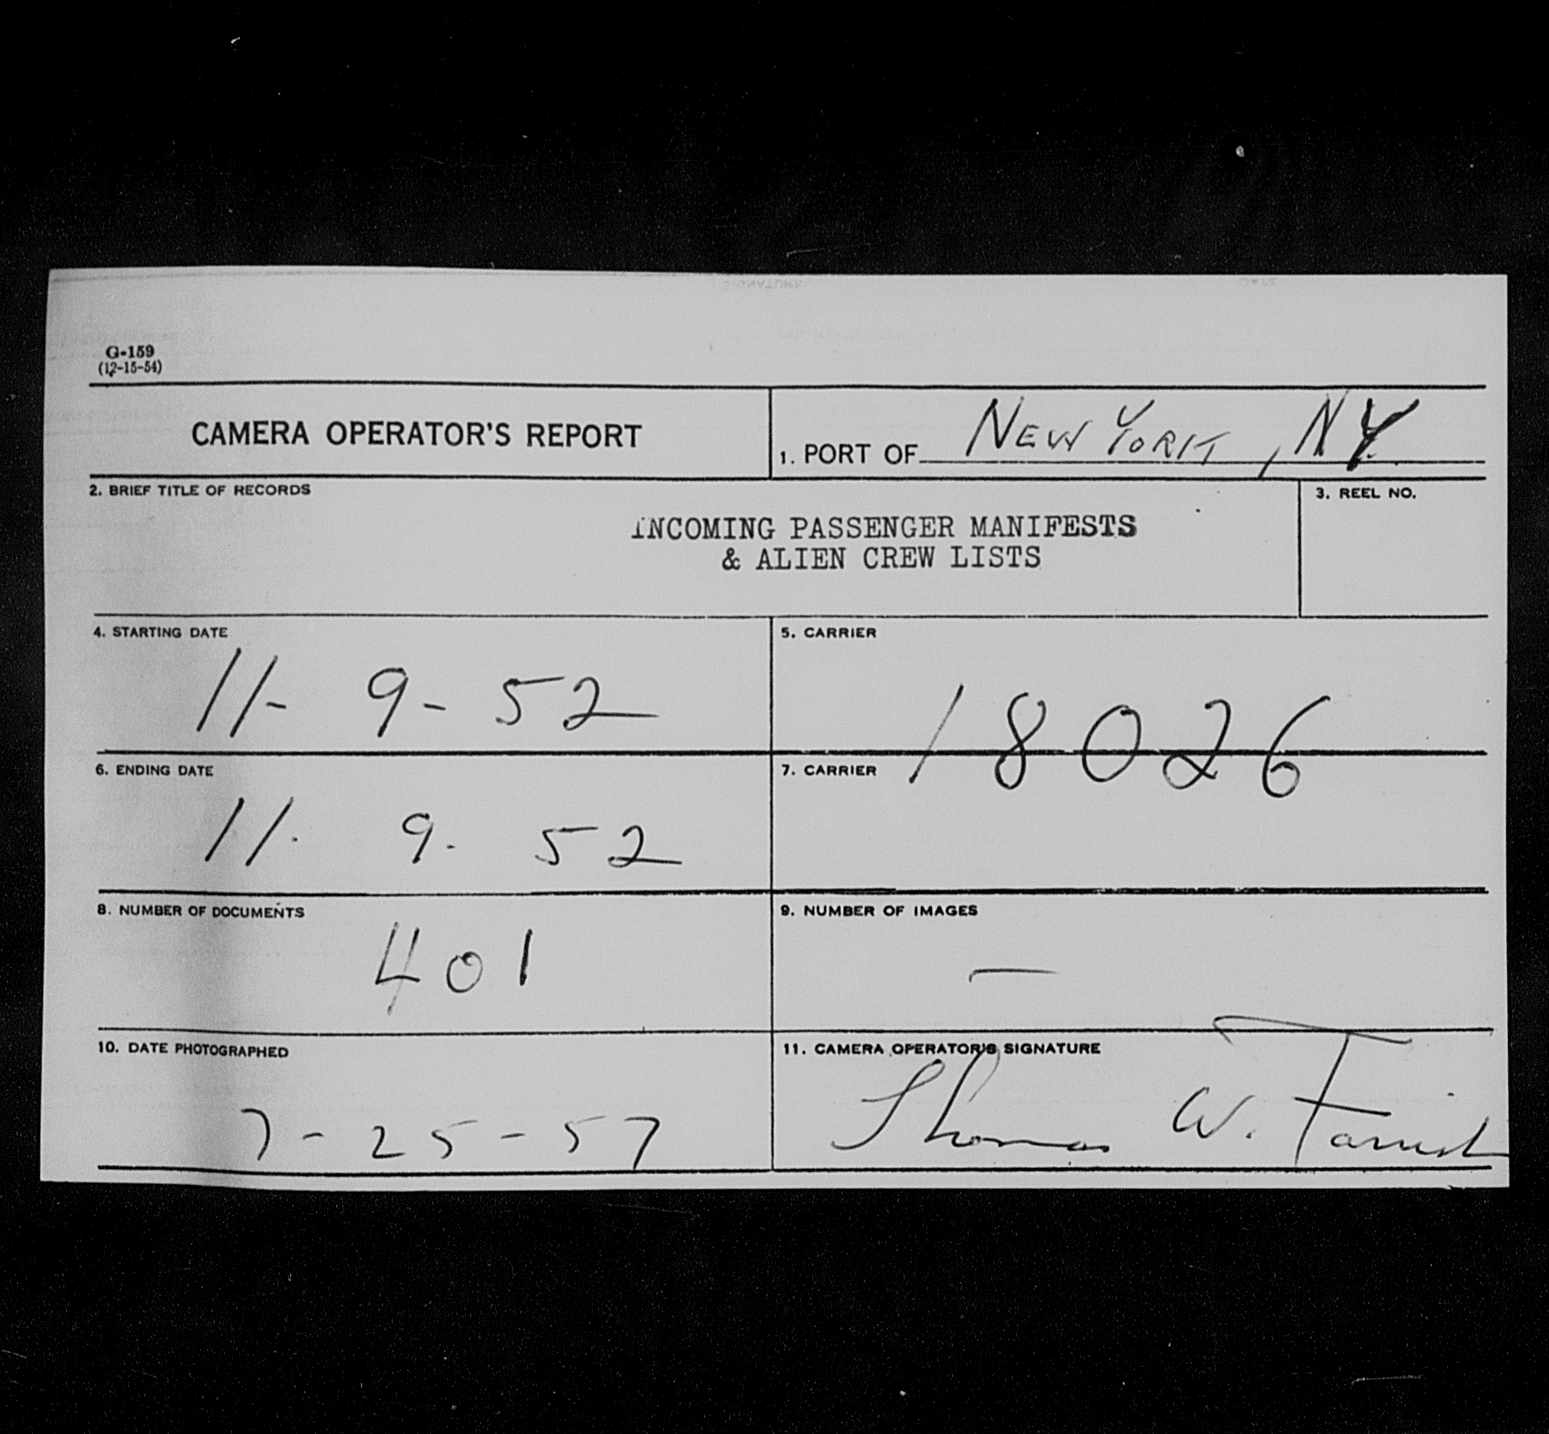 G-159
(12-15-54)
CAMERA OPERATOR'S REPORT
1. PORT OF NEW YORK, NY.
2. BRIEF TITLE OF RECORDS
INCOMING PASSENGER MANIFESTS
& ALIEN CREW LISTS
3. REEL NO.
4. STARTING DATE
11- 9- 52
5. CARRIER
18026
6. ENDING DATE
11. 9. 52
7. CARRIER
8. NUMBER OF DOCUMENTS
401
9. NUMBER OF IMAGES
—
10. DATE PHOTOGRAPHED
7-25-57
11. CAMERA OPERATOR'S SIGNATURE
Thomas W.